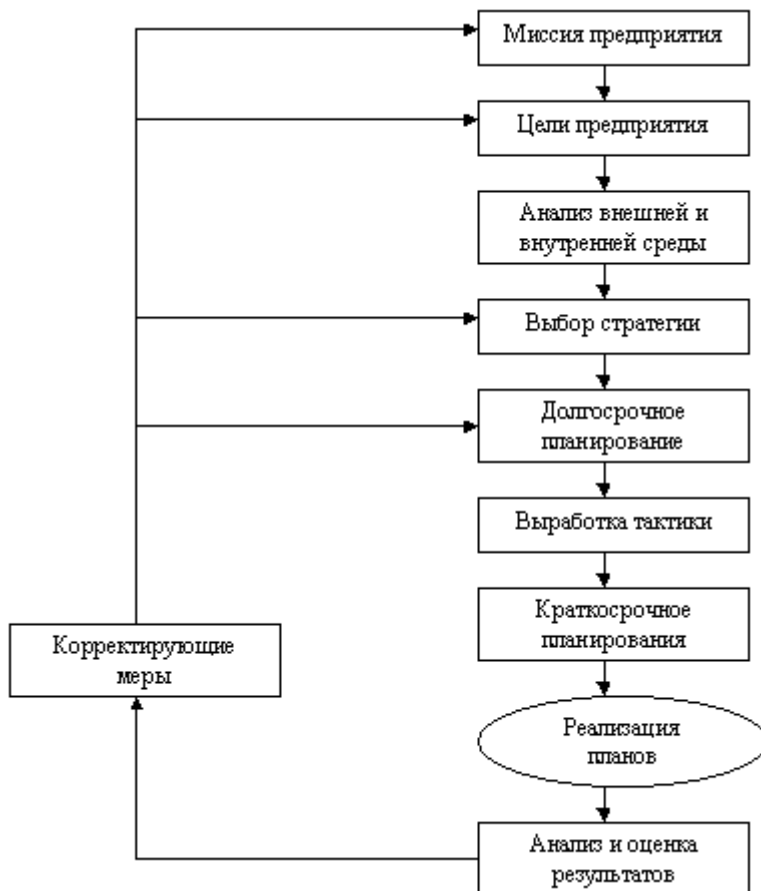 Миссия предприятия
Цели предприятия
Анализ внешней и
внутренней среды
Выбор стратегии
Долгосрочное
планирование
Выработка тактики
Краткосрочное
планирования
Корректирующие
меры
Реализация
планов
Анализ и оценка
результатов